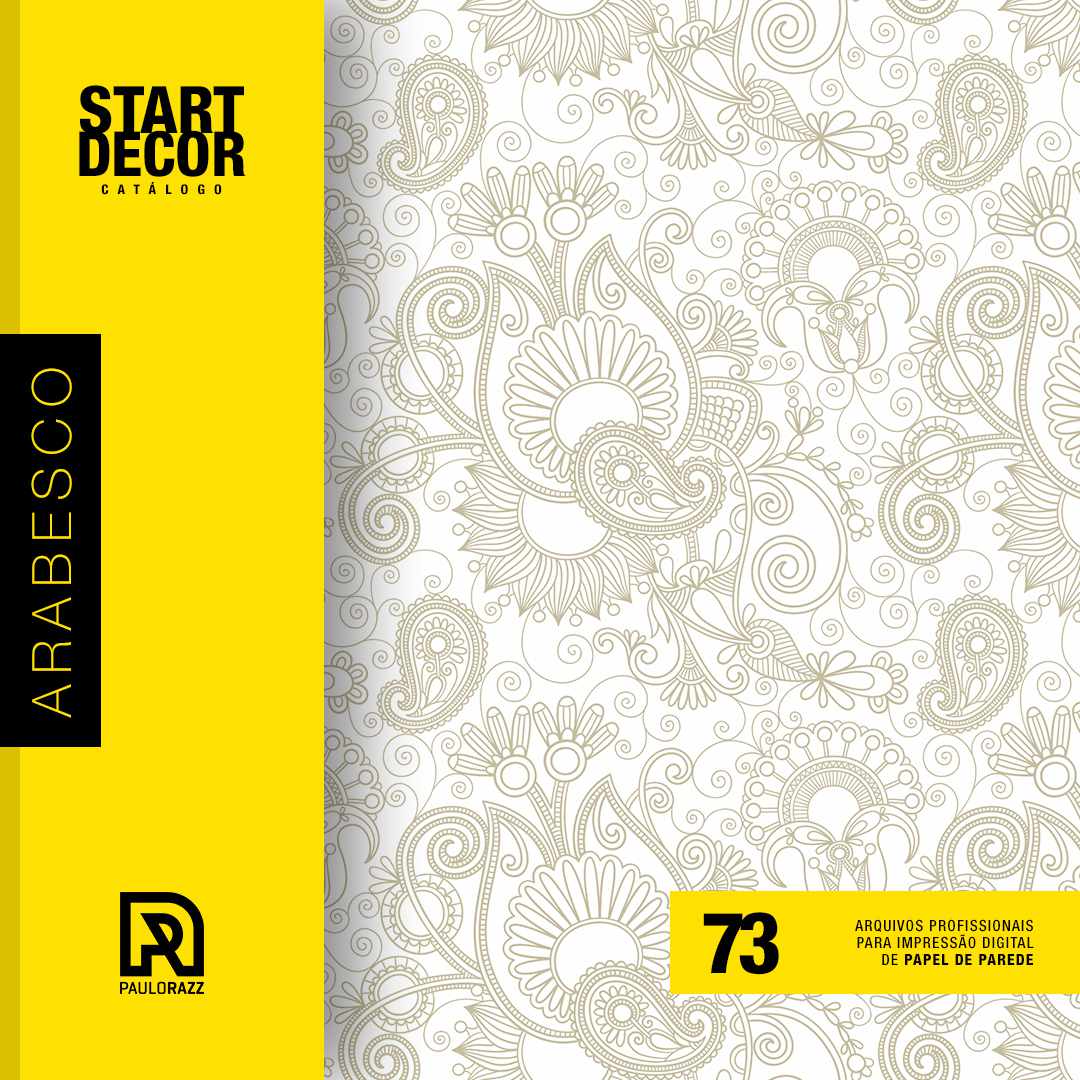 START
DECOR
CATÁLOGO
ARABESCO
PAULORAZZ
73
ARQUIVOS PROFISSIONAIS
PARA IMPRESSÃO DIGITAL
DE PAPEL DE PAREDE